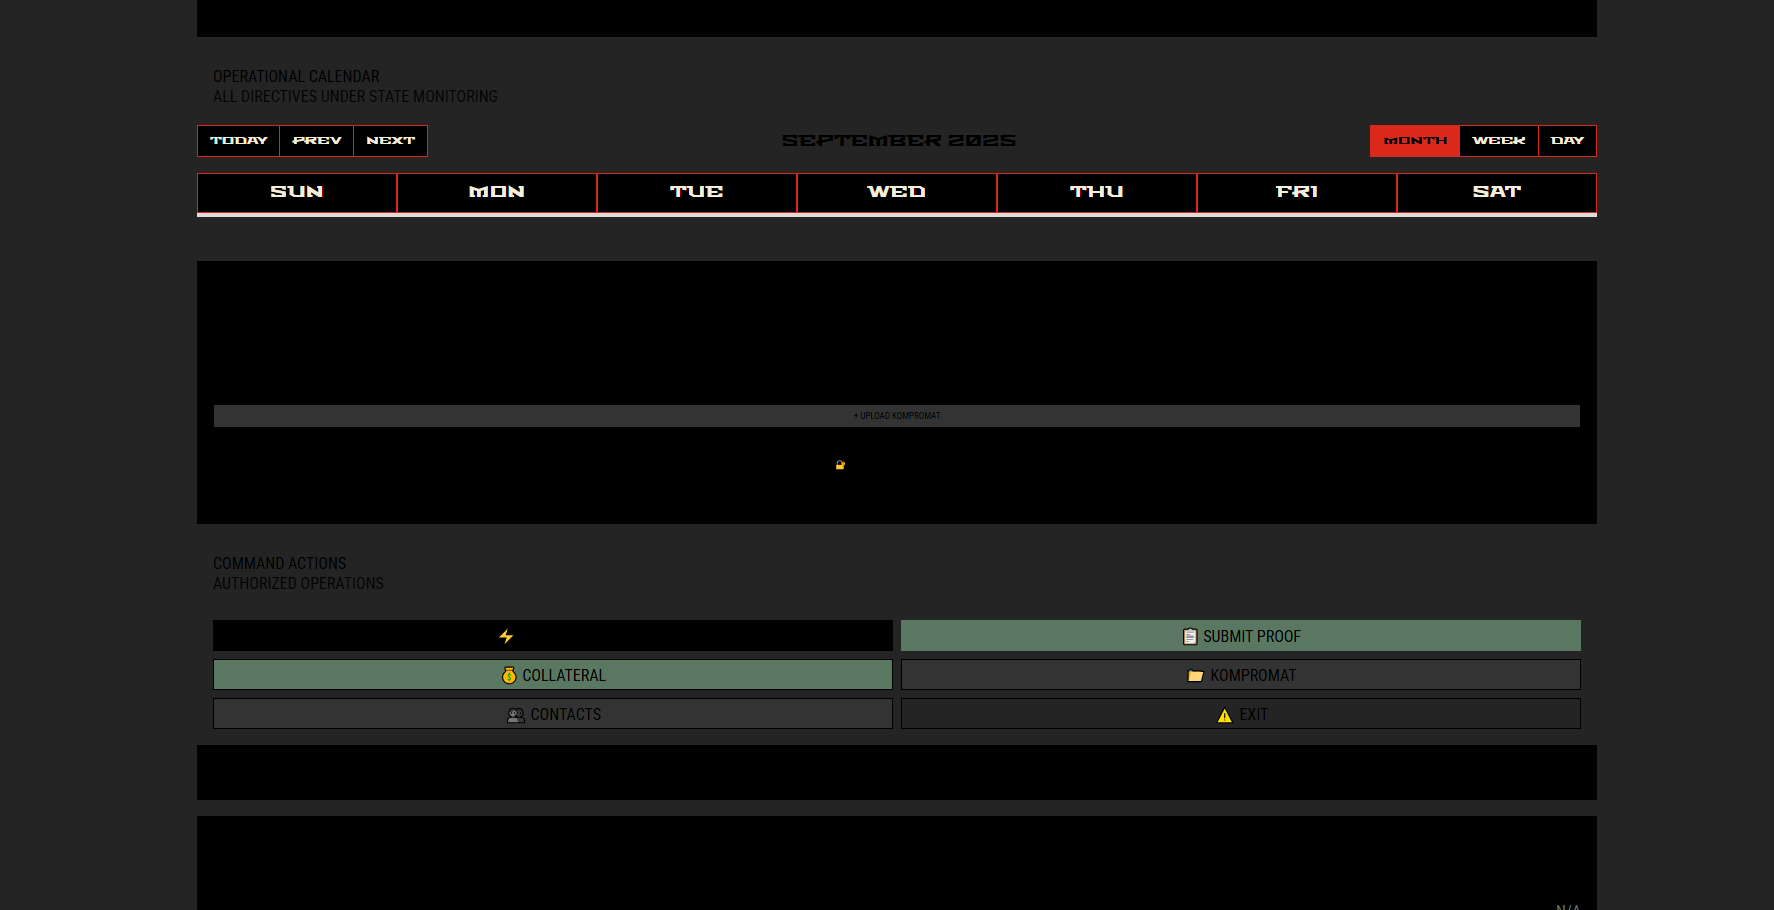 OPERATIONAL CALENDAR
ALL DIRECTIVES UNDER STATE MONITORING
TODAY PREV NEXT SEPTEMBER 2025 MONTH WEEK DAY
SUN MON TUE WED THU FRI SAT
+ UPLOAD KOMPROMAT
COMMAND ACTIONS
AUTHORIZED OPERATIONS
SUBMIT PROOF
COLLATERAL KOMPROMAT
CONTACTS EXIT
N/A